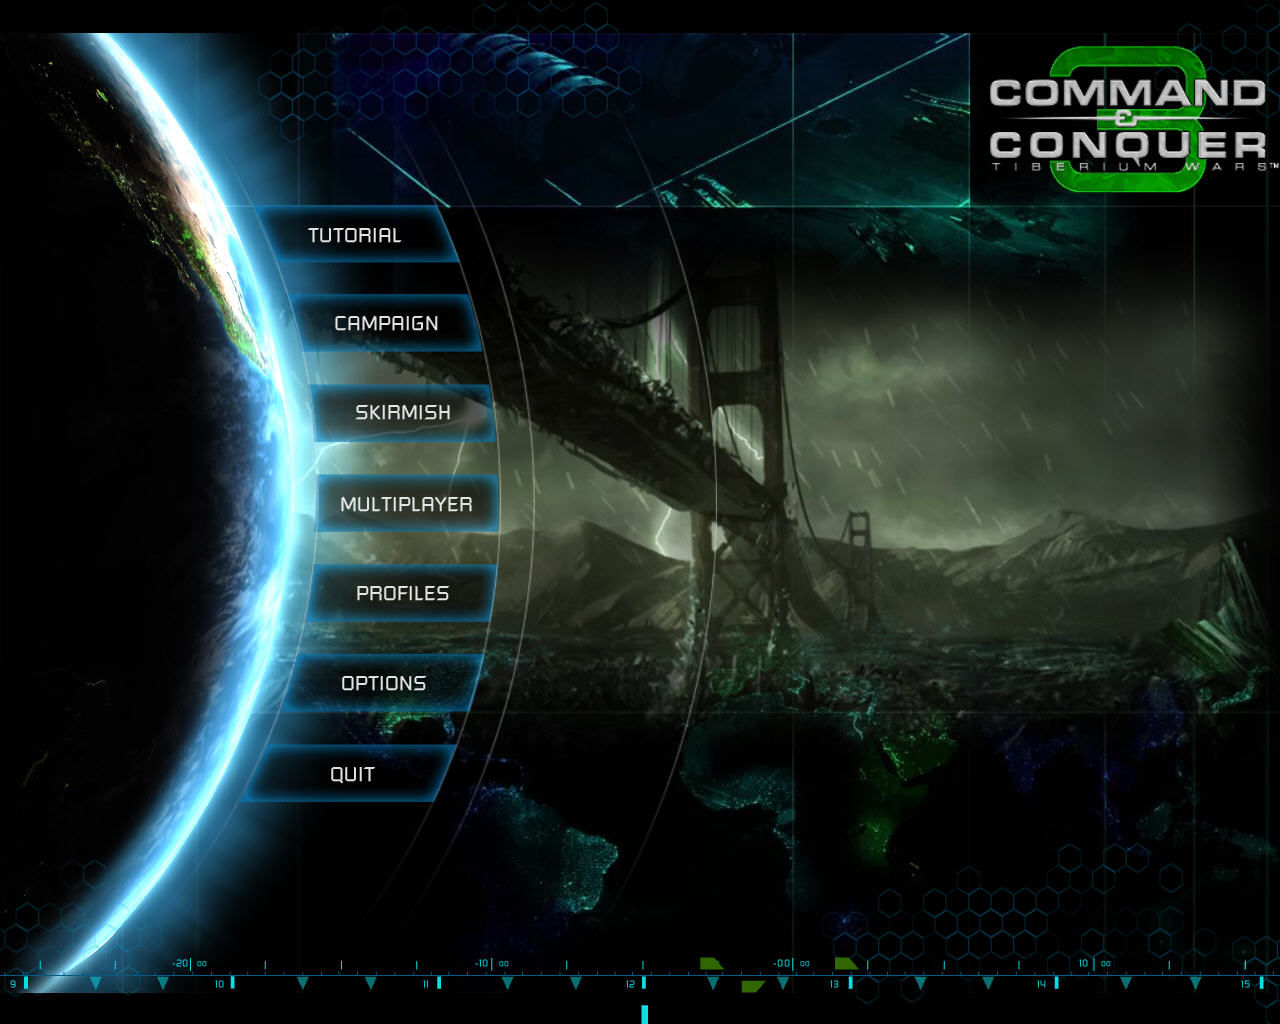 COMMAND
&
CONQUER
3
TIBERIUM WARS™
TUTORIAL
CAMPAIGN
SKIRMISH
MULTIPLAYER
PROFILES
OPTIONS
QUIT
-20 00 -10 00 -00 00 10 00
9 10 11 12 13 14 15